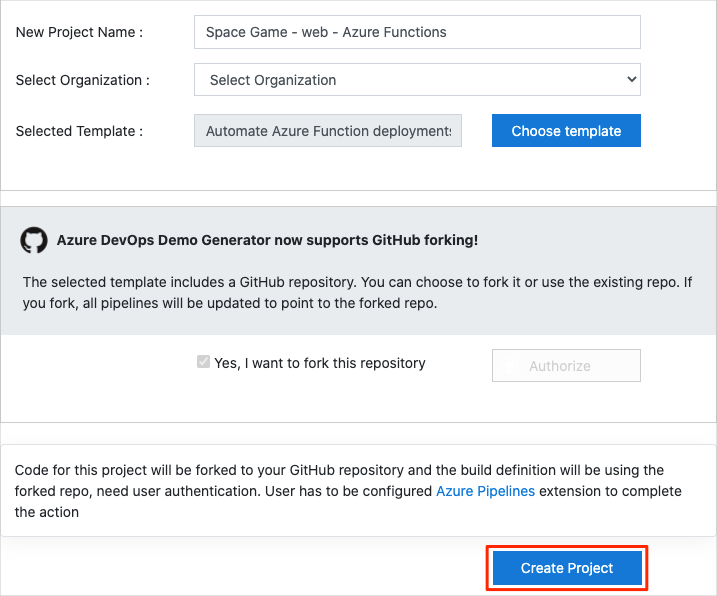 New Project Name :
Space Game - web - Azure Functions
Select Organization :
Select Organization
Selected Template :
Automate Azure Function deployments
Choose template
Azure DevOps Demo Generator now supports GitHub forking!
The selected template includes a GitHub repository. You can choose to fork it or use the existing repo. If
you fork, all pipelines will be updated to point to the forked repo.
Yes, I want to fork this repository
Authorize
Code for this project will be forked to your GitHub repository and the build definition will be using the
forked repo, need user authentication. User has to be configured Azure Pipelines extension to complete
the action
Create Project